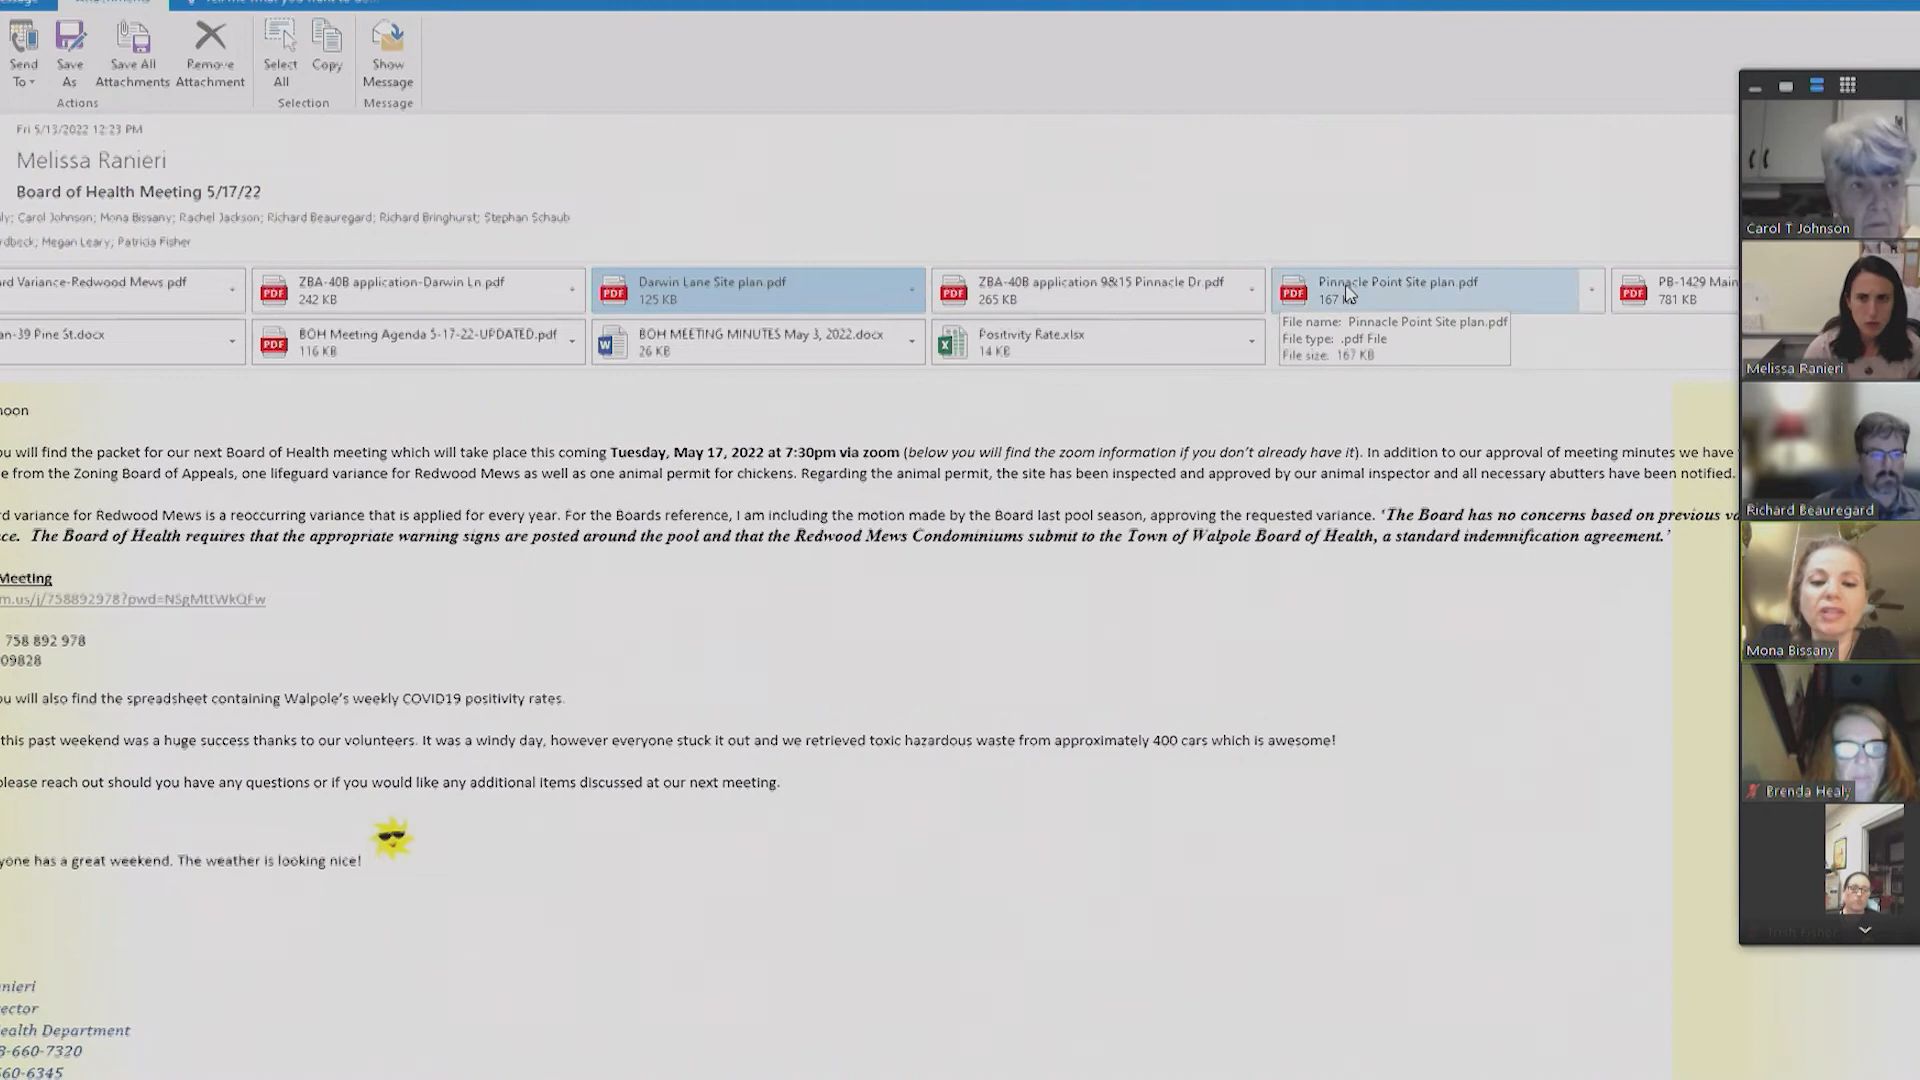 Tell me what you want to do...
Send To
Save As
Save All Attachments
Remove Attachment
Select All
Copy
Show Message
Actions
Selection
Message
Fri 5/13/2022 12:23 PM
Melissa Ranieri
Board of Health Meeting 5/17/22
ly; Carol Johnson; Mona Bissany; Rachel Jackson; Richard Beauregard; Richard Bringhurst; Stephan Schaub
rdbeck; Megan Leary; Patricia Fisher
rd Variance-Redwood Mews.pdf
ZBA-40B application-Darwin Ln.pdf
242 KB
Darwin Lane Site plan.pdf
125 KB
ZBA-40B application 9&15 Pinnacle Dr.pdf
265 KB
Pinnacle Point Site plan.pdf
167
PB-1429 Main
781 KB
an-39 Pine St.docx
BOH Meeting Agenda 5-17-22-UPDATED.pdf
116 KB
BOH MEETING MINUTES May 3, 2022.docx
26 KB
Positivity Rate.xlsx
14 KB
File name: Pinnacle Point Site plan.pdf
File type: .pdf File
File size: 167 KB
noon
ou will find the packet for our next Board of Health meeting which will take place this coming Tuesday, May 17, 2022 at 7:30pm via zoom (below you will find the zoom information if you don't already have it). In addition to our approval of meeting minutes we have
e from the Zoning Board of Appeals, one lifeguard variance for Redwood Mews as well as one animal permit for chickens. Regarding the animal permit, the site has been inspected and approved by our animal inspector and all necessary abutters have been notified.
rd variance for Redwood Mews is a reoccurring variance that is applied for every year. For the Boards reference, I am including the motion made by the Board last pool season, approving the requested variance. 'The Board has no concerns based on previous va
ce. The Board of Health requires that the appropriate warning signs are posted around the pool and that the Redwood Mews Condominiums submit to the Town of Walpole Board of Health, a standard indemnification agreement.'
Meeting
m.us/j/758892978?pwd=NSgMttWkQFw
758 892 978
09828
ou will also find the spreadsheet containing Walpole's weekly COVID19 positivity rates.
this past weekend was a huge success thanks to our volunteers. It was a windy day, however everyone stuck it out and we retrieved toxic hazardous waste from approximately 400 cars which is awesome!
please reach out should you have any questions or if you would like any additional items discussed at our next meeting.
yone has a great weekend. The weather is looking nice!
nieri
ector
ealth Department
8-660-7320
660-6345
Carol T Johnson
Melissa Ranieri
Richard Beauregard
Mona Bissany
Brenda Healy
Trish Fisher